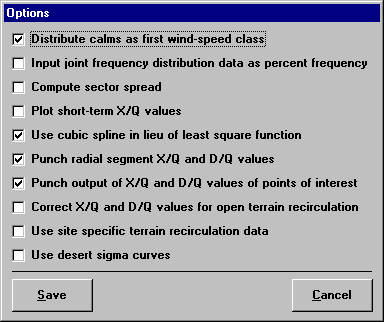 Options
Distribute calms as first wind-speed class
Input joint frequency distribution data as percent frequency
Compute sector spread
Plot short-term X/Q values
Use cubic spline in lieu of least square function
Punch radial segment X/Q and D/Q values
Punch output of X/Q and D/Q values of points of interest
Correct X/Q and D/Q values for open terrain recirculation
Use site specific terrain recirculation data
Use desert sigma curves
Save Cancel